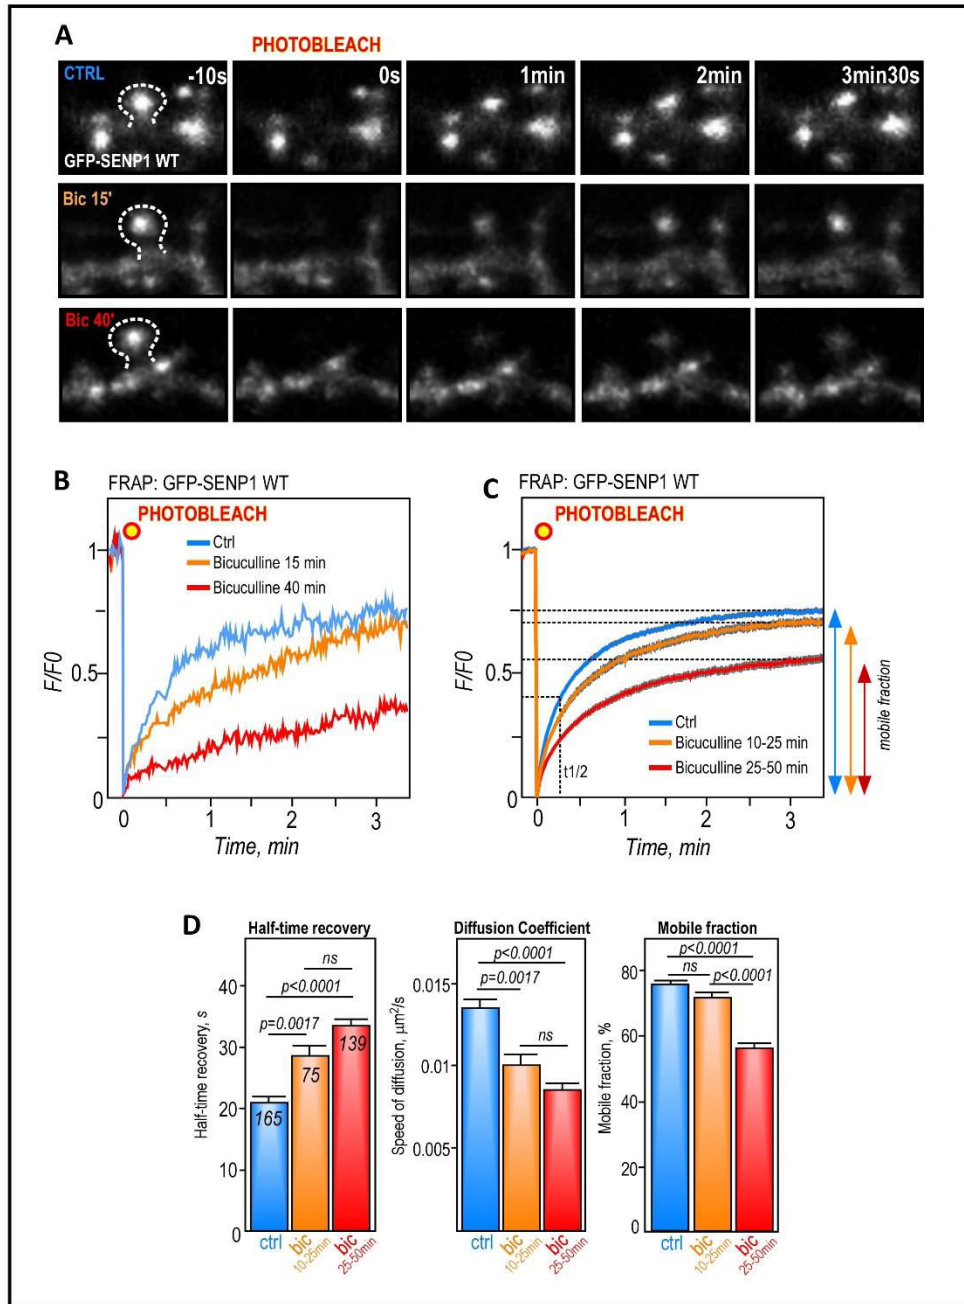 A
PHOTOBLEACH
CTRL
-10s
0s
1min
2min
3min30s
GFP-SENP1 WT
Bic 15'
Bic 40'
B
FRAP: GFP-SENP1 WT
PHOTOBLEACH
Ctrl
Bicuculline 15 min
Bicuculline 40 min
1
0.5
0
F/F0
0 1 2 3
Time, min
C
FRAP: GFP-SENP1 WT
PHOTOBLEACH
1
0.5
0
F/F0
Ctrl
Bicuculline 10-25 min
Bicuculline 25-50 min
t1/2
mobile fraction
0 1 2 3
Time, min
D
Half-time recovery
ns
p<0.0001
p=0.0017
40
30
20
10
0
Half-time recovery, s
165
75
139
ctrl
bic
10-25min
bic
25-50min
Diffusion Coefficient
p<0.0001
p=0.0017
ns
0.015
0.01
0.005
Speed of diffusion, µm²/s
ctrl
bic
10-25min
bic
25-50min
Mobile fraction
p<0.0001
ns
p<0.0001
80
60
40
20
0
Mobile fraction, %
ctrl
bic
10-25min
bic
25-50min